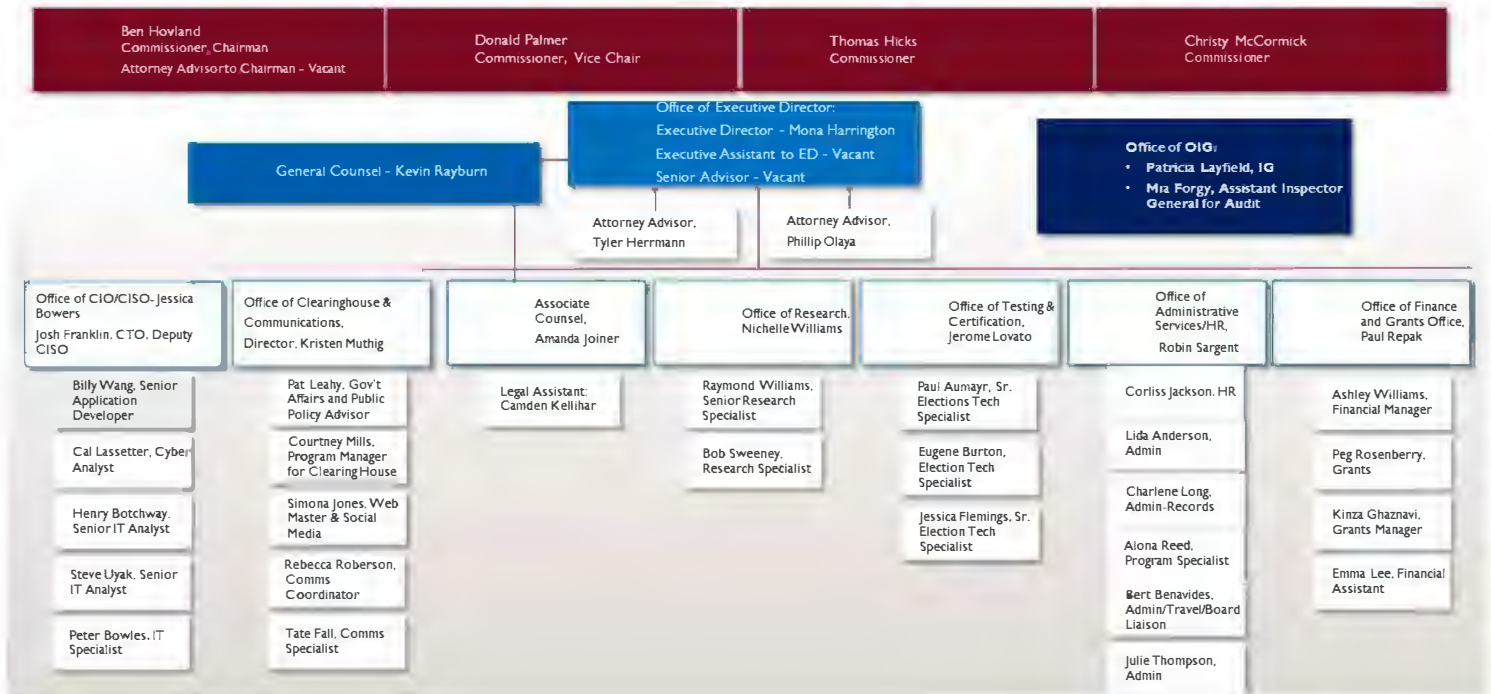 Ben Hovland
Commissioner, Chairman
Attorney Advisor to Chairman - Vacant
Donald Palmer
Commissioner, Vice Chair
Thomas Hicks
Commissioner
Christy McCormick
Commissioner
Office of Executive Director:
Executive Director - Mona Harrington
Executive Assistant to ED - Vacant
Senior Advisor - Vacant
General Counsel - Kevin Rayburn
Office of OIG:
• Patricia Layfield, IG
• Mia Forgy, Assistant Inspector
General for Audit
Attorney Advisor,
Tyler Herrmann
Attorney Advisor,
Phillip Olaya
Office of CIO/CISO- Jessica
Bowers
Josh Franklin, CTO, Deputy
CISO
Billy Wang, Senior
Application
Developer
Cal Lassetter, Cyber
Analyst
Henry Botchway,
Senior IT Analyst
Steve Uyak, Senior
IT Analyst
Peter Bowles, IT
Specialist
Office of Clearinghouse &
Communications,
Director, Kristen Muthig
Pat Leahy, Gov't
Affairs and Public
Policy Advisor
Courtney Mills,
Program Manager
for Clearing House
Simona Jones, Web
Master & Social
Media
Rebecca Roberson,
Comms
Coordinator
Tate Fall, Comms
Specialist
Associate
Counsel,
Amanda Joiner
Legal Assistant:
Camden Kellihar
Office of Research,
Nichelle Williams
Raymond Williams,
Senior Research
Specialist
Bob Sweeney,
Research Specialist
Office of Testing &
Certification,
Jerome Lovato
Paul Aumayr, Sr.
Elections Tech
Specialist
Eugene Burton,
Election Tech
Specialist
Jessica Flemings, Sr.
Election Tech
Specialist
Office of
Administrative
Services/HR,
Robin Sargent
Corliss Jackson, HR
Lida Anderson,
Admin
Charlene Long,
Admin-Records
Alona Reed,
Program Specialist
Bert Benavides,
Admin/Travel/Board
Liaison
Julie Thompson,
Admin
Office of Finance
and Grants Office,
Paul Repak
Ashley Williams,
Financial Manager
Peg Rosenberry,
Grants
Kinza Ghaznavi,
Grants Manager
Emma Lee, Financial
Assistant